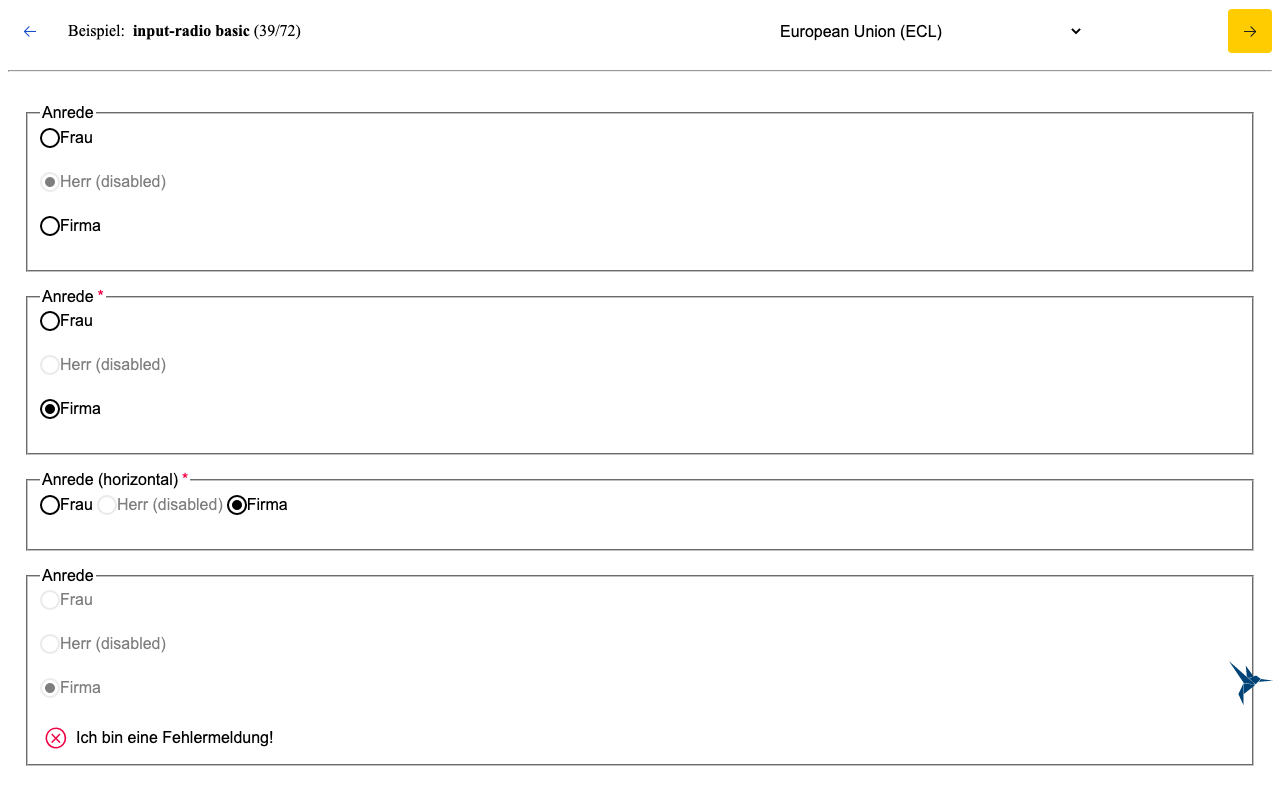 Beispiel: input-radio basic (39/72)
European Union (ECL)
Anrede
Frau
Herr (disabled)
Firma
Anrede *
Frau
Herr (disabled)
Firma
Anrede (horizontal) *
Frau Herr (disabled) Firma
Anrede
Frau
Herr (disabled)
Firma
Ich bin eine Fehlermeldung!